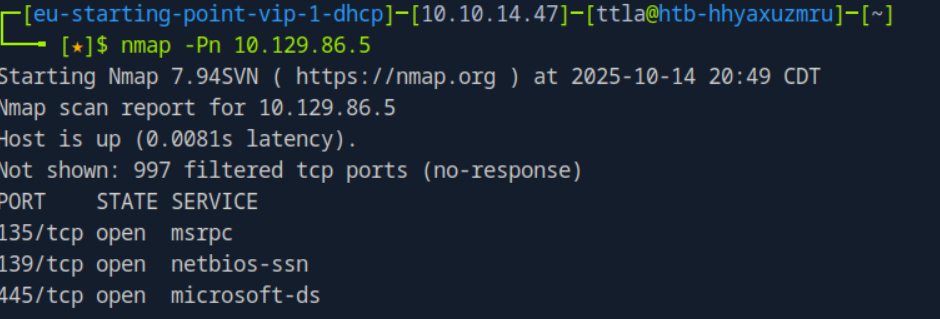 [eu-starting-point-vip-1-dhcp]-[10.10.14.47]-[ttla@htb-hhyaxuzmru]-[~]
[★]$ nmap -Pn 10.129.86.5
Starting Nmap 7.94SVN ( https://nmap.org ) at 2025-10-14 20:49 CDT
Nmap scan report for 10.129.86.5
Host is up (0.0081s latency).
Not shown: 997 filtered tcp ports (no-response)
PORT    STATE SERVICE
135/tcp open  msrpc
139/tcp open  netbios-ssn
445/tcp open  microsoft-ds